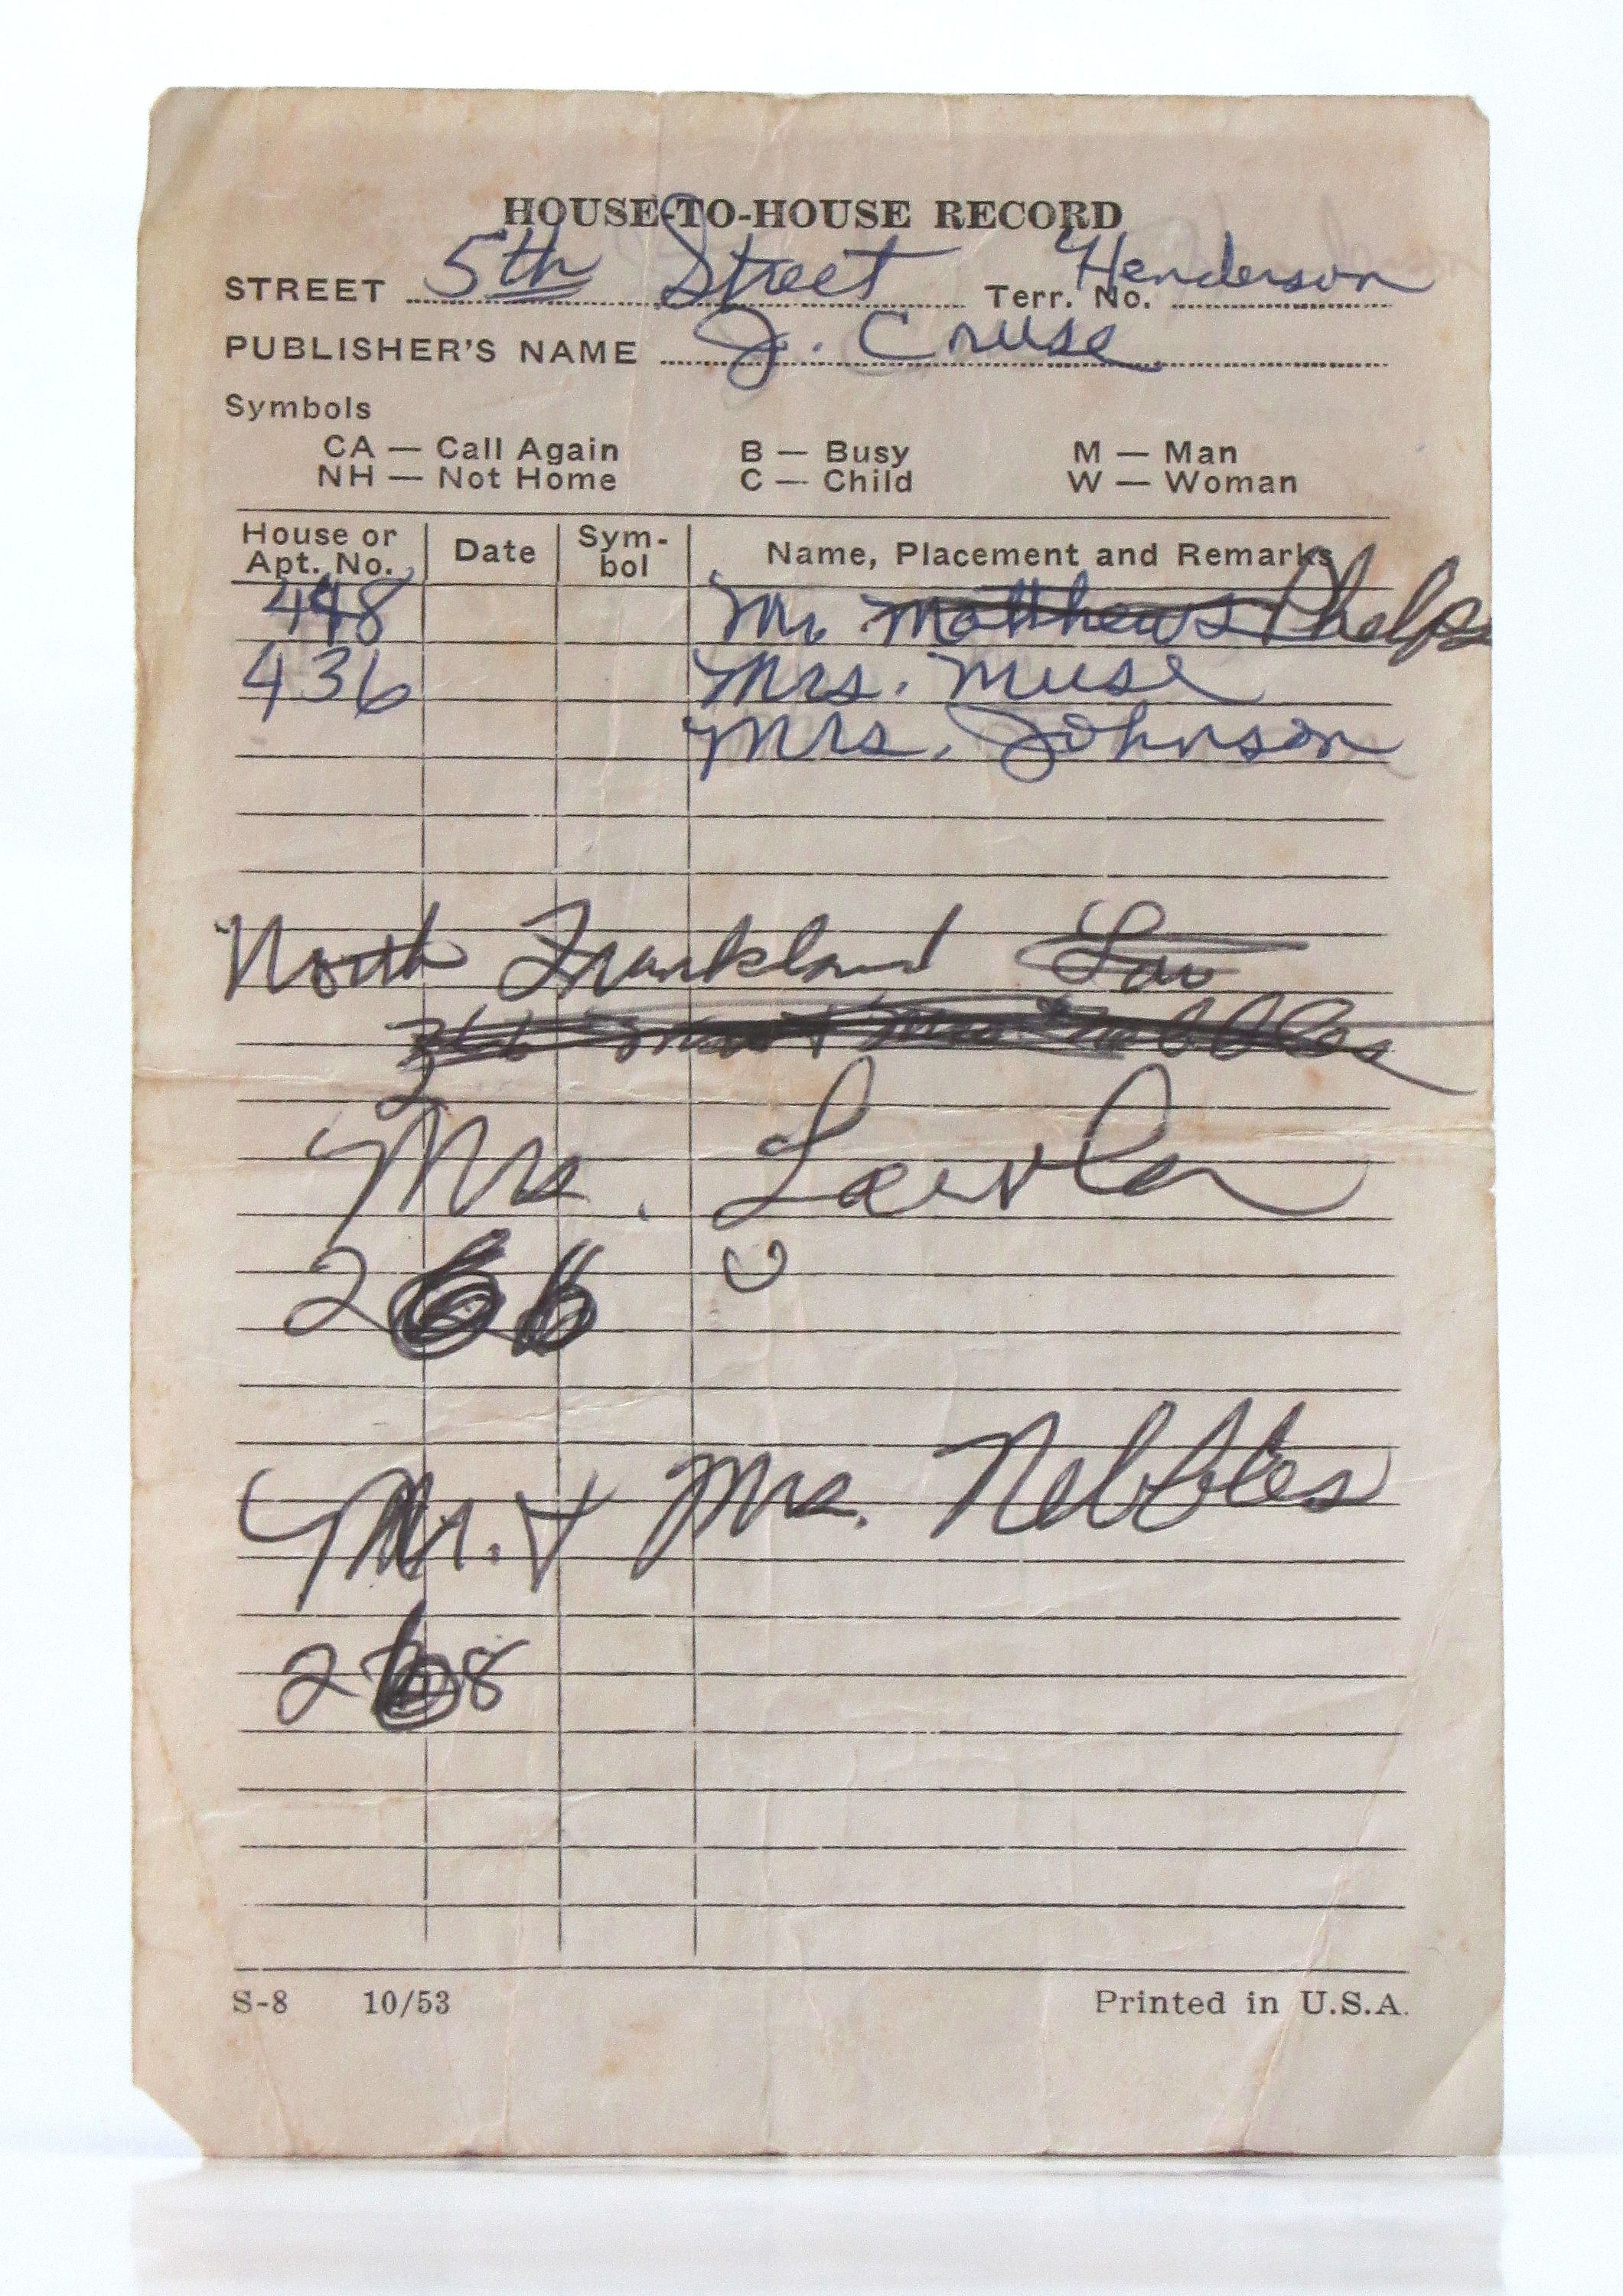 HOUSE-TO-HOUSE RECORD
STREET 5th Street Terr. No. Henderson
PUBLISHER'S NAME J. Cruse
Symbols
CA — Call Again B — Busy M — Man
NH — Not Home C — Child W — Woman
House or Apt. No. Date Sym-bol Name, Placement and Remarks
448 Mr. Matthews Phelps
436 Mrs. Muse
Mrs. Johnson
North Frankland
Mrs.
266
Mr. & Mrs. Nebbles
268
S-8 10/53 Printed in U.S.A.